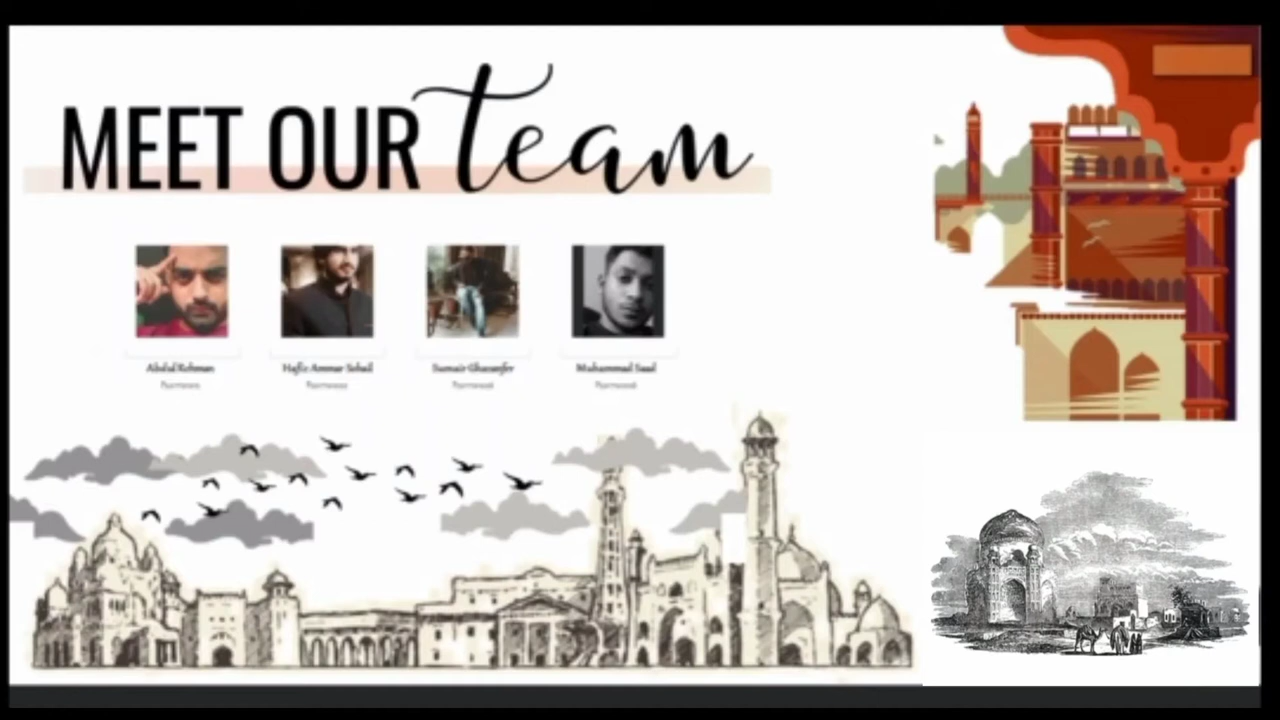 MEET OUR team
Abdul Rehman
Hafiz Ammar Sohail
Sumair Ghazanfer
Muhammad Saad